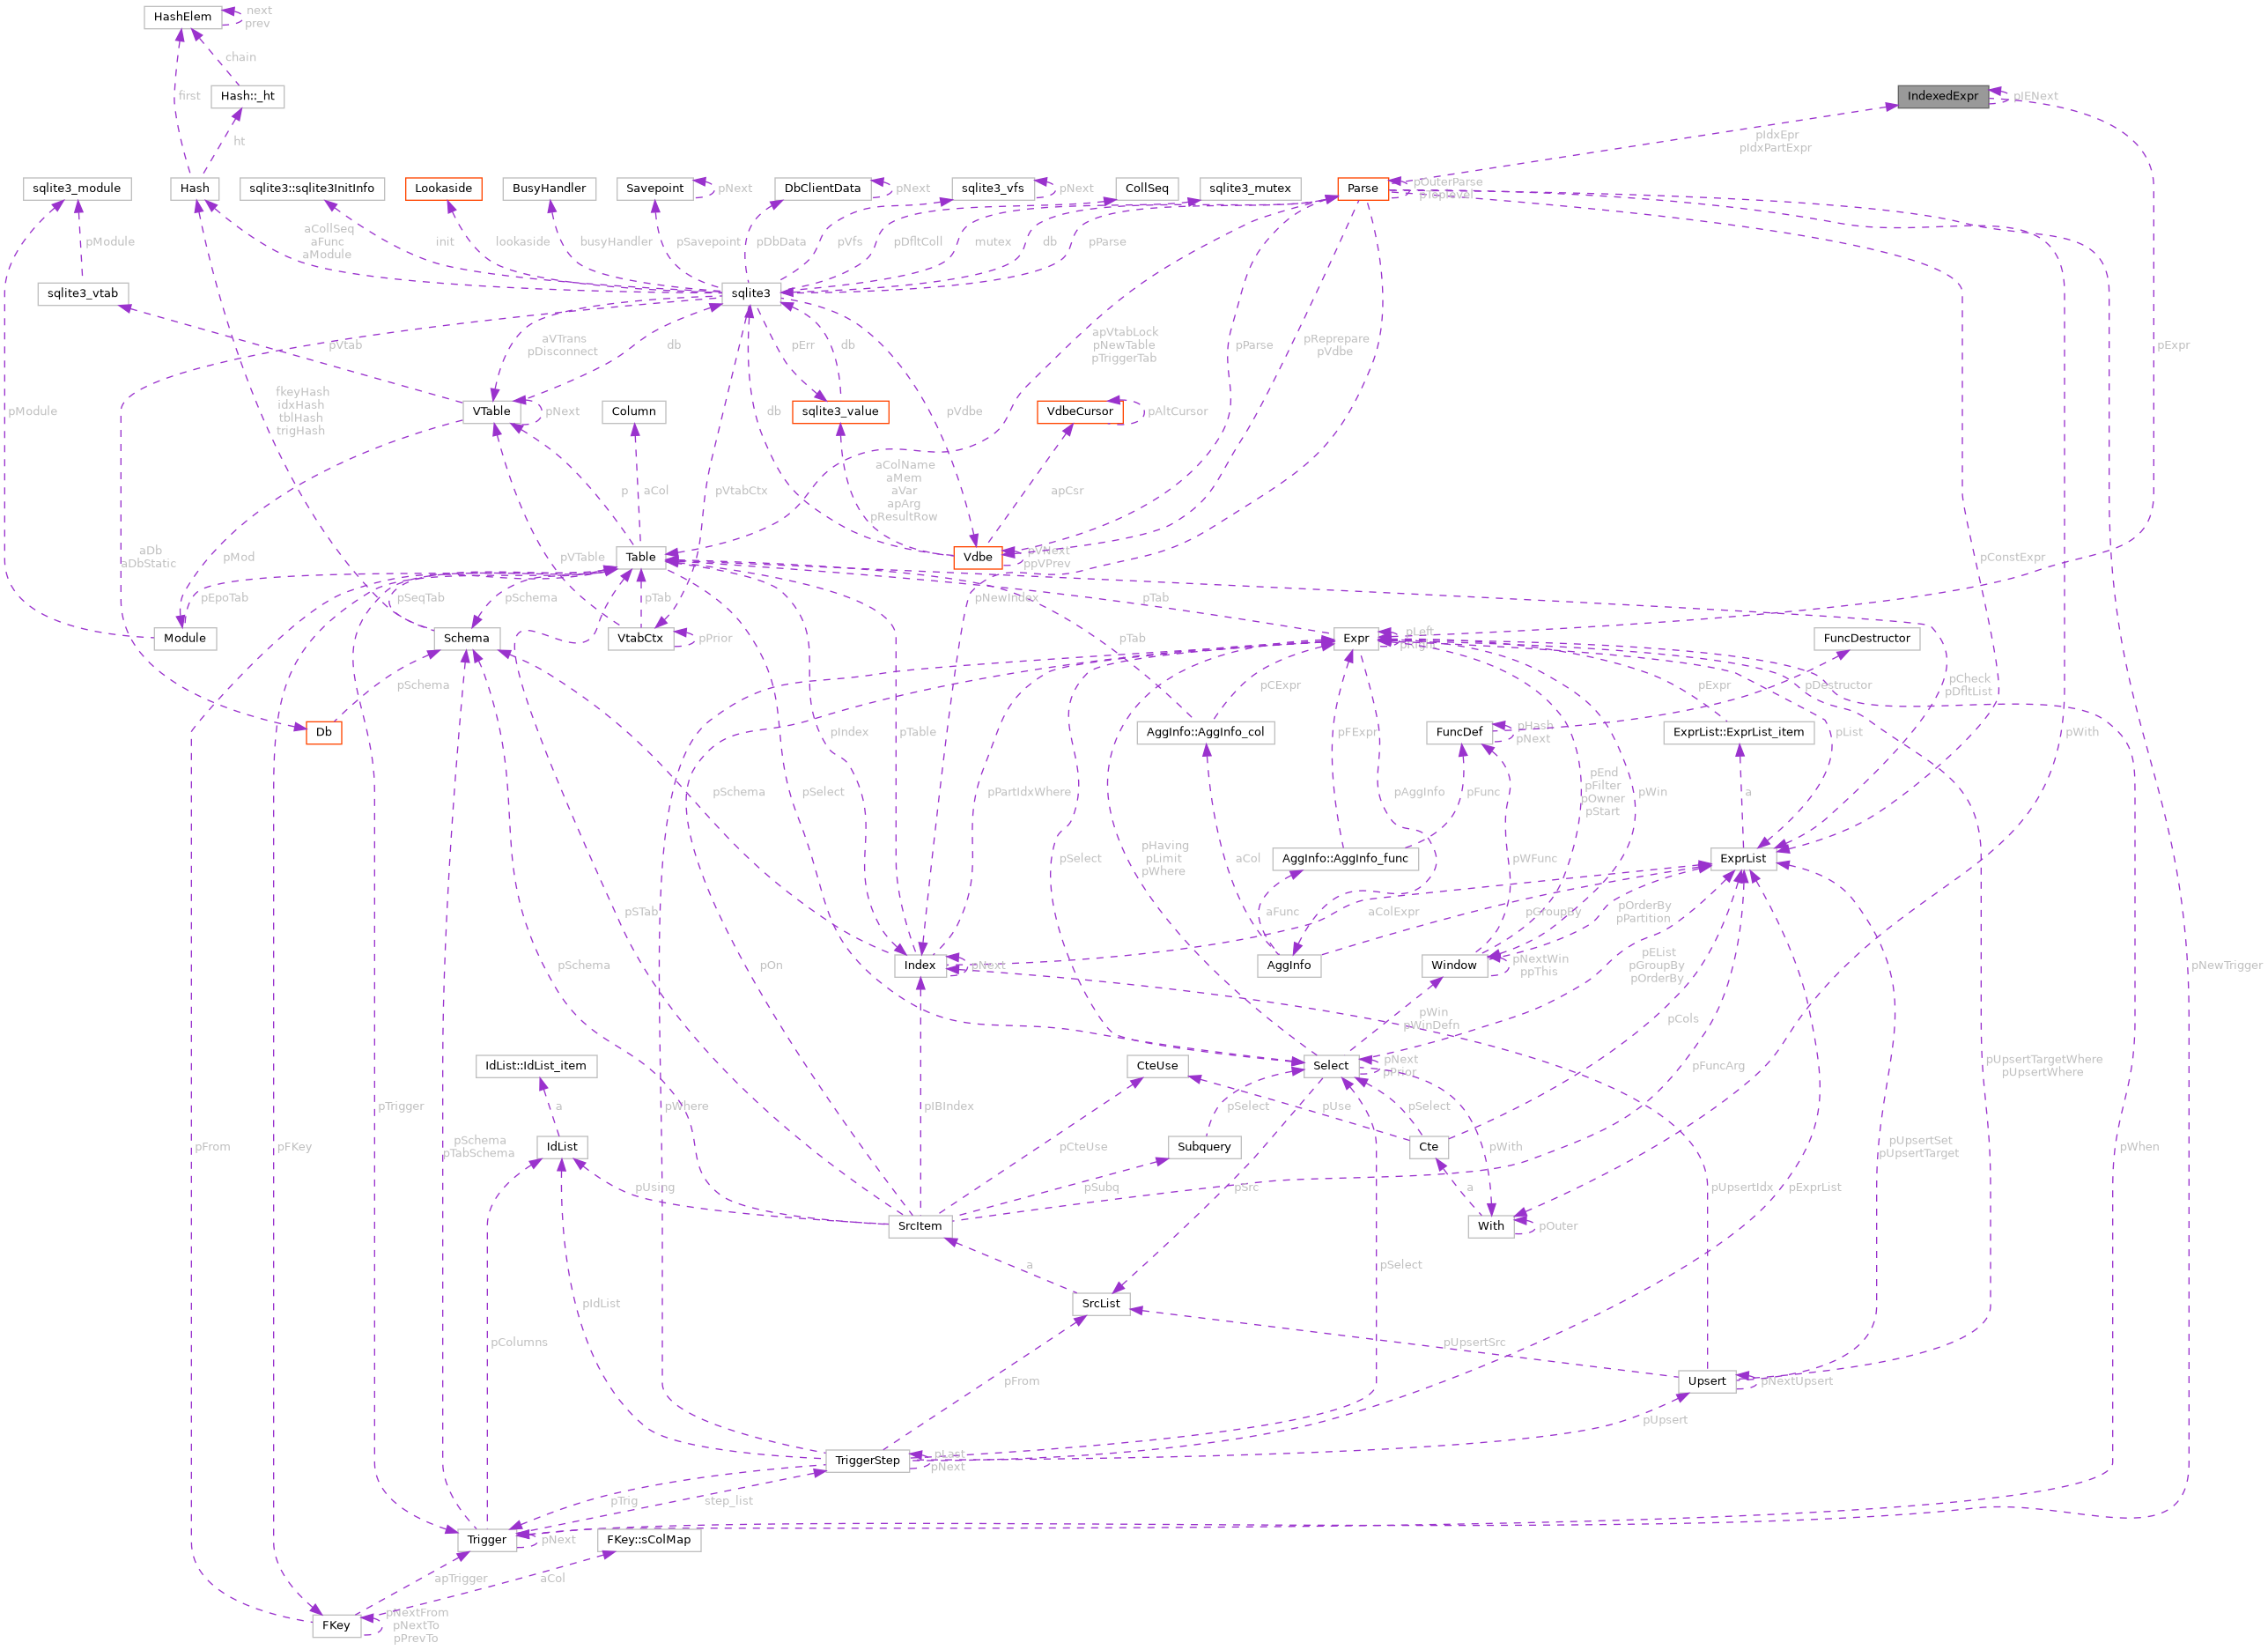 HashElem
next
prev
chain
first
Hash::_ht
IndexedExpr
pIENext
ht
pIdxEpr
pIdxPartExpr
sqlite3_module
Hash
sqlite3::sqlite3InitInfo
Lookaside
BusyHandler
Savepoint
pNext
DbClientData
pNext
sqlite3_vfs
pNext
CollSeq
sqlite3_mutex
Parse
pOuterParse
pToplevel
pModule
aCollSeq
aFunc
aModule
init
lookaside
busyHandler
pSavepoint
pDbData
pVfs
pDfltColl
mutex
db
pParse
sqlite3_vtab
sqlite3
pVtab
aVTrans
pDisconnect
db
pErr
db
apVtabLock
pNewTable
pTriggerTab
pParse
pReprepare
pVdbe
pExpr
pModule
fkeyHash
idxHash
tblHash
trigHash
VTable
pNext
Column
db
sqlite3_value
pVdbe
VdbeCursor
pAltCursor
p
aCol
pVtabCtx
aColName
aMem
aVar
apArg
pResultRow
apCsr
aDb
aDbStatic
pMod
pVTable
Table
Vdbe
pVNext
ppVPrev
pConstExpr
pEpoTab
pSeqTab
pSchema
pTab
pNewIndex
pTab
Module
Schema
VtabCtx
pPrior
pTab
Expr
pLeft
pRight
FuncDestructor
pSchema
pCExpr
pExpr
pDestructor
pCheck
pDfltList
Db
pIndex
pTable
AggInfo::AggInfo_col
pFExpr
FuncDef
pHash
pNext
ExprList::ExprList_item
pList
pWith
pSchema
pSelect
pPartIdxWhere
pAggInfo
pEnd
pFilter
pOwner
pStart
pWin
a
pFunc
pSelect
pHaving
pLimit
pWhere
aCol
AggInfo::AggInfo_func
pWFunc
ExprList
pSTab
aFunc
aColExpr
pGroupBy
pOrderBy
pPartition
pSchema
pOn
Index
pNext
AggInfo
Window
pNextWin
ppThis
pEList
pGroupBy
pOrderBy
pNewTrigger
pWin
pWinDefn
pCols
IdList::IdList_item
CteUse
Select
pNext
pPrior
pFuncArg
pUpsertTargetWhere
pUpsertWhere
pTrigger
a
pWhere
pIBIndex
pSelect
pUse
pSelect
pFrom
pFKey
pSchema
pTabSchema
IdList
pCteUse
Subquery
Cte
pWith
pUpsertSet
pUpsertTarget
pWhen
pUsing
pSubq
pSrc
a
pUpsertIdx
pExprList
SrcItem
With
pOuter
a
pSelect
pIdList
SrcList
pColumns
pUpsertSrc
pFrom
Upsert
pNextUpsert
pUpsert
TriggerStep
pLast
pNext
pTrig
step_list
Trigger
pNext
FKey::sColMap
apTrigger
aCol
FKey
pNextFrom
pNextTo
pPrevTo